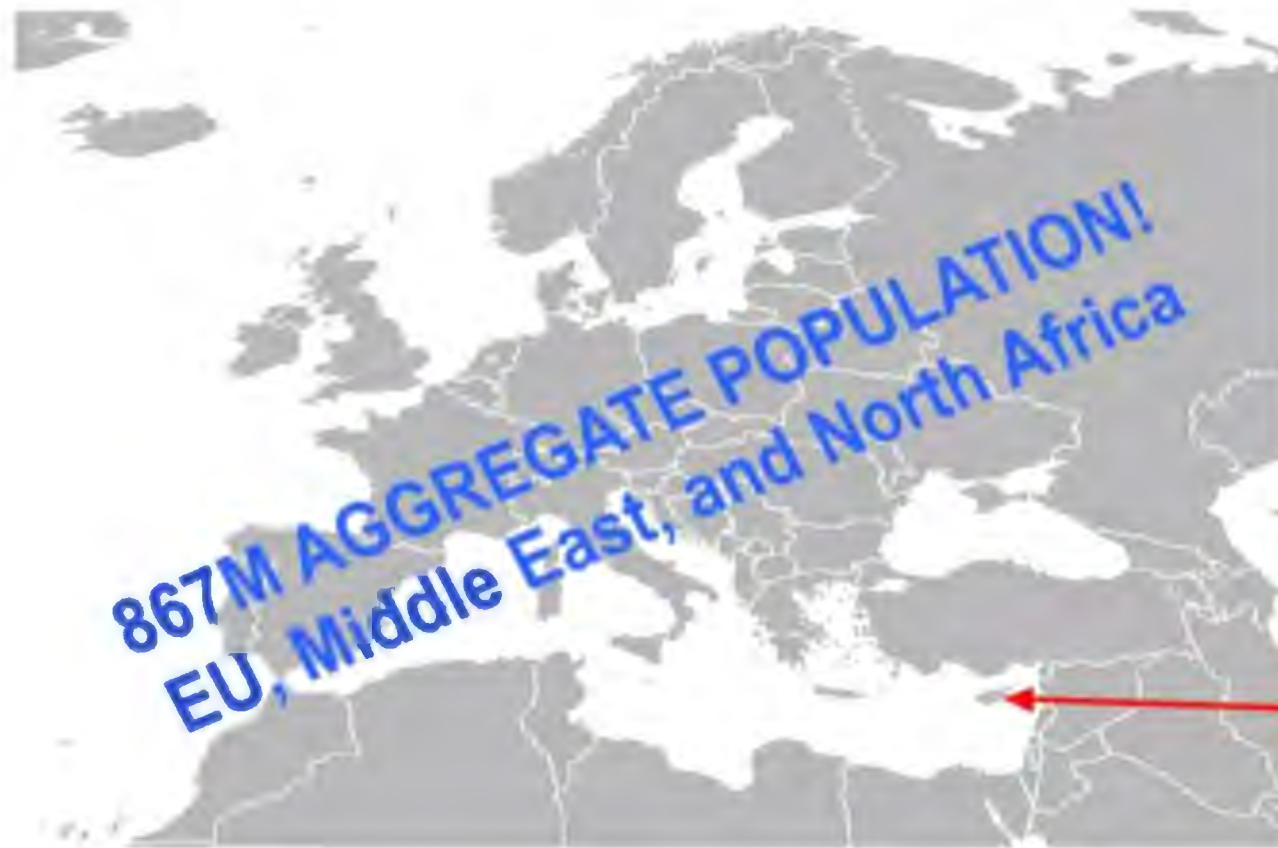 867M AGGREGATE POPULATION!
EU, Middle East, and North Africa